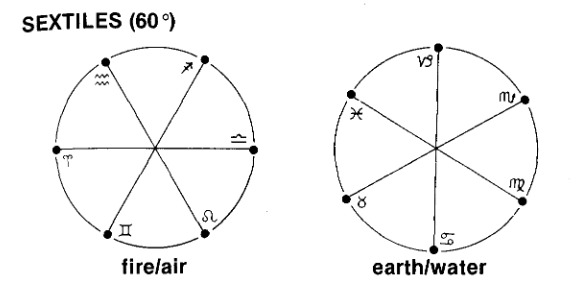 SEXTILES (60°)
♒ ♐ ♑
♏
♓
♈ ♎
♍
♉
♊ ♌ ♋
fire/air earth/water